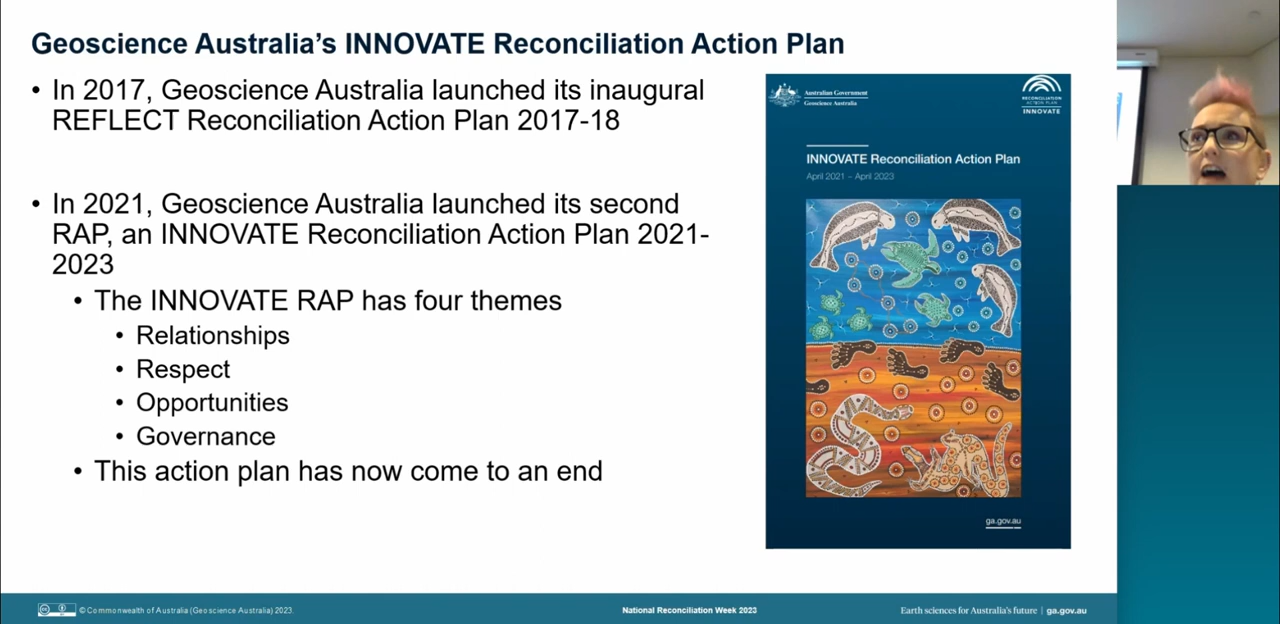 Geoscience Australia's INNOVATE Reconciliation Action Plan
• In 2017, Geoscience Australia launched its inaugural
REFLECT Reconciliation Action Plan 2017-18
• In 2021, Geoscience Australia launched its second
RAP, an INNOVATE Reconciliation Action Plan 2021-
2023
• The INNOVATE RAP has four themes
• Relationships
• Respect
• Opportunities
• Governance
• This action plan has now come to an end
Australian Government
Geoscience Australia
RECONCILIATION
ACTION PLAN
INNOVATE
INNOVATE Reconciliation Action Plan
April 2021 – April 2023
ga.gov.au
© Commonwealth of Australia (Geoscience Australia) 2023.
National Reconciliation Week 2023
Earth sciences for Australia's future | ga.gov.au